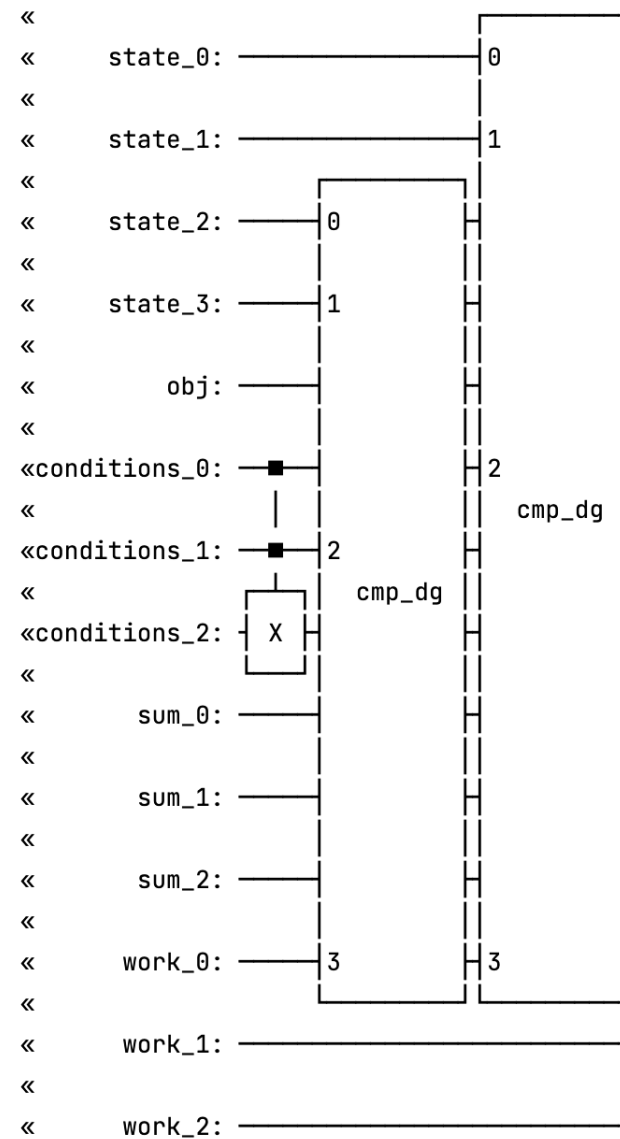 «
« state_0: 0
«
« state_1: 1
«
« state_2: 0
«
« state_3: 1
«
« obj:
«
«conditions_0: 2
« cmp_dg
«conditions_1: 2
« cmp_dg
«conditions_2: X
«
« sum_0:
«
« sum_1:
«
« sum_2:
«
« work_0: 3 3
«
« work_1:
«
« work_2: